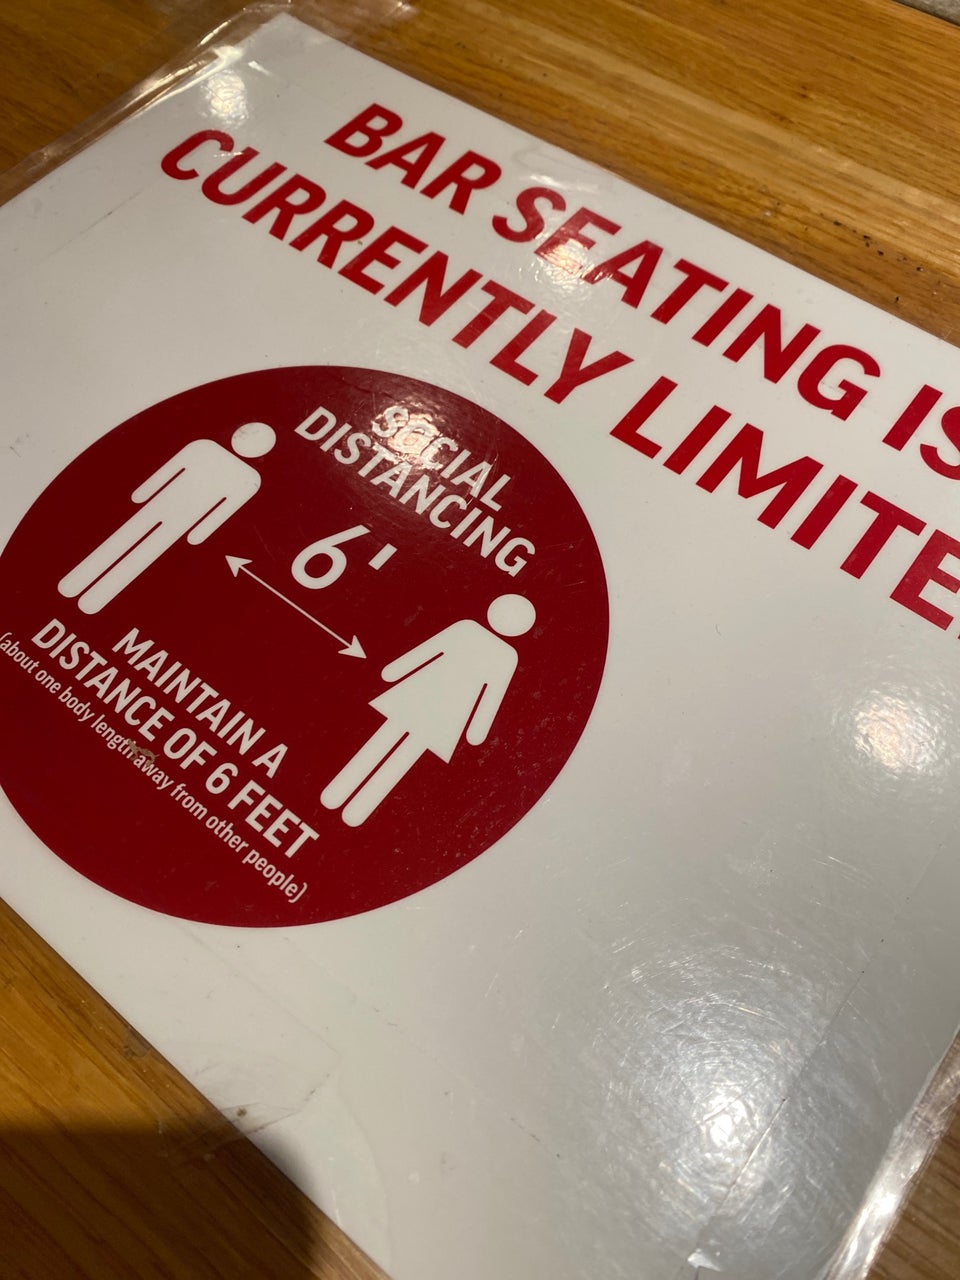 BAR SEATING IS
CURRENTLY LIMITE
SOCIAL
DISTANCING
6'
MAINTAIN A
DISTANCE OF 6 FEET
(about one body length away from other people)